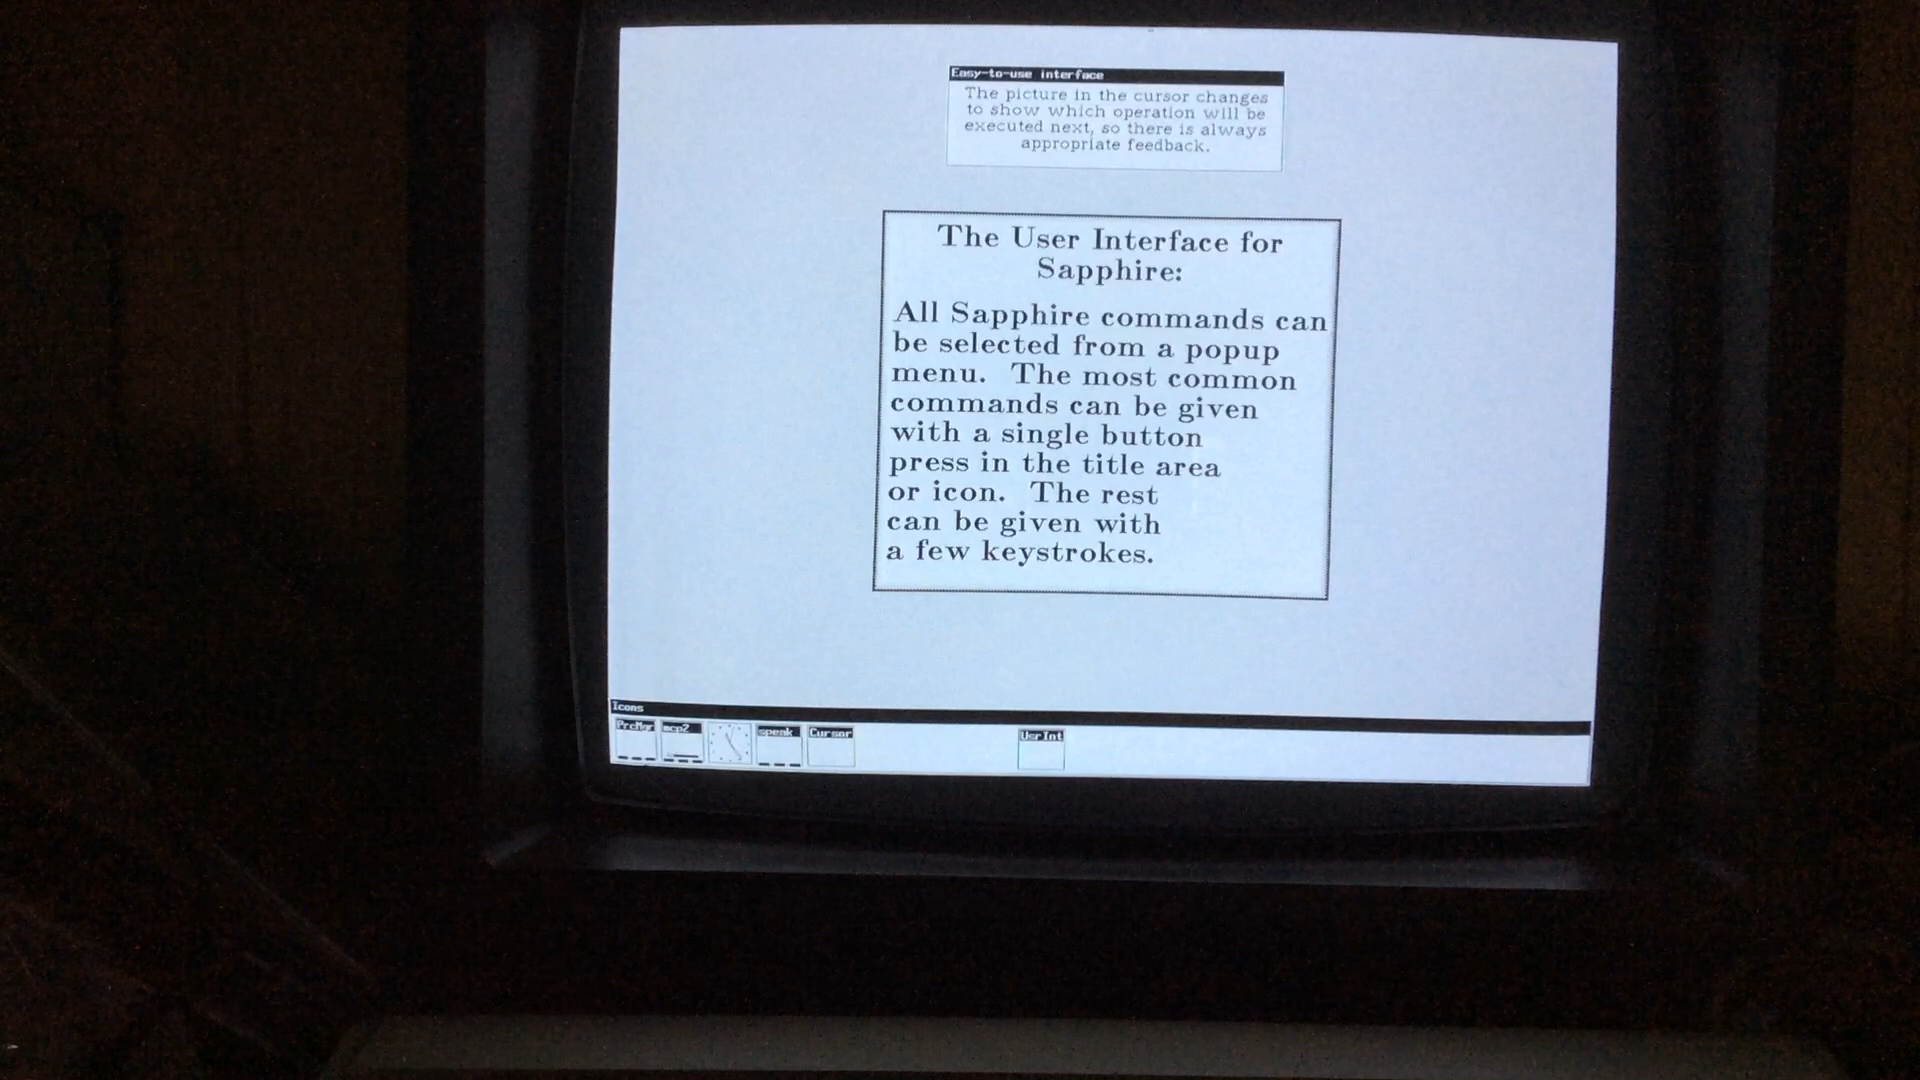 Easy-to-use interface
The picture in the cursor changes
to show which operation will be
executed next, so there is always
appropriate feedback.
The User Interface for
Sapphire:
All Sapphire commands can
be selected from a popup
menu. The most common
commands can be given
with a single button
press in the title area
or icon. The rest
can be given with
a few keystrokes.
Icons
PrcMgr mcp2 speak Cursor UsrInt